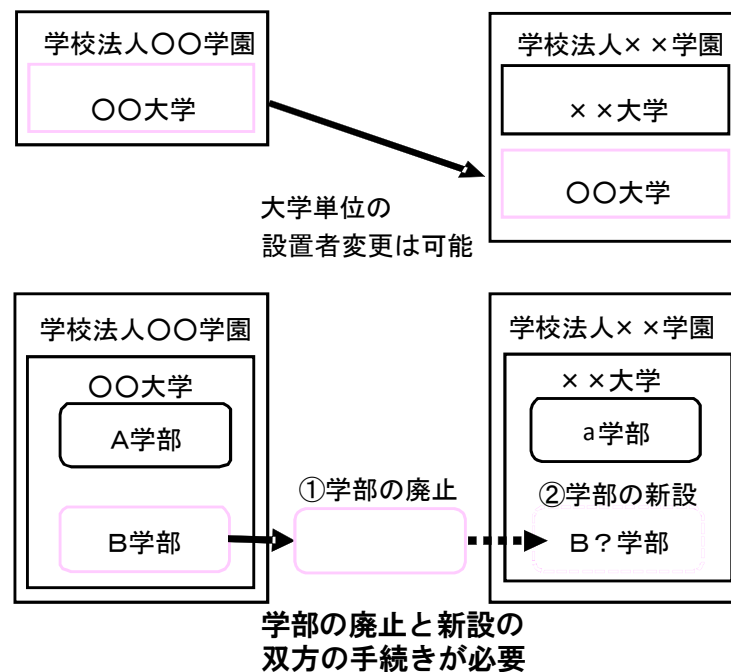 学校法人〇〇学園
〇〇大学
学校法人××学園
××大学
〇〇大学
大学単位の
設置者変更は可能
学校法人〇〇学園
〇〇大学
A学部
B学部
①学部の廃止
学校法人××学園
××大学
a学部
②学部の新設
B?学部
学部の廃止と新設の
双方の手続きが必要